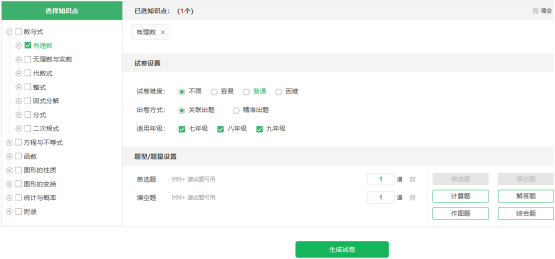 选择知识点
数与式
有理数
无理数与实数
代数式
整式
因式分解
分式
二次根式
方程与不等式
函数
图形的性质
图形的变换
统计与概率
附录
已选知识点：（1个） 清空
有理数 ×
试卷设置
试卷难度： 不限 容易 普通 困难
出卷方式： 关联出题 精准出题
适用年级： 七年级 八年级 九年级
题型/题量设置
单选题 999+ 道试题可用 1 道
填空题 999+ 道试题可用 1 道
单选题 填空题
计算题 解答题
作图题 综合题
生成试卷